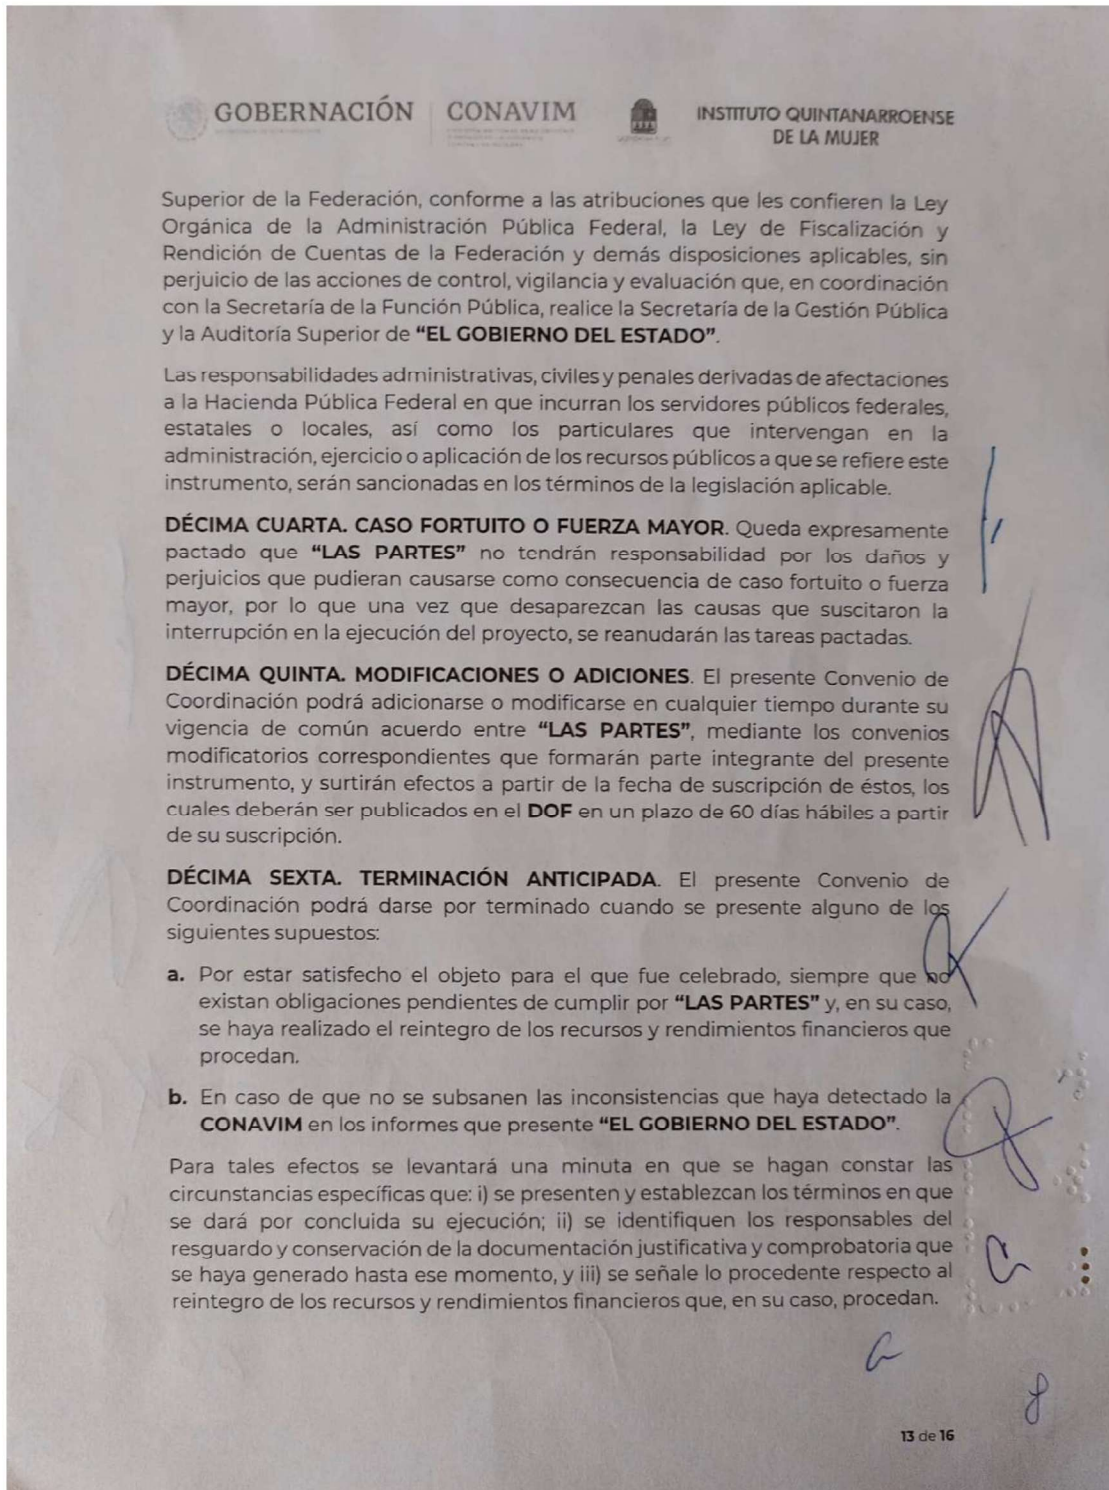 GOBERNACIÓN | CONAVIM
INSTITUTO QUINTANARROENSE
DE LA MUJER
Superior de la Federación, conforme a las atribuciones que les confieren la Ley
Orgánica de la Administración Pública Federal, la Ley de Fiscalización y
Rendición de Cuentas de la Federación y demás disposiciones aplicables, sin
perjuicio de las acciones de control, vigilancia y evaluación que, en coordinación
con la Secretaría de la Función Pública, realice la Secretaría de la Gestión Pública
y la Auditoría Superior de “EL GOBIERNO DEL ESTADO”.
Las responsabilidades administrativas, civiles y penales derivadas de afectaciones
a la Hacienda Pública Federal en que incurran los servidores públicos federales,
estatales o locales, así como los particulares que intervengan en la
administración, ejercicio o aplicación de los recursos públicos a que se refiere este
instrumento, serán sancionadas en los términos de la legislación aplicable.
DÉCIMA CUARTA. CASO FORTUITO O FUERZA MAYOR. Queda expresamente
pactado que “LAS PARTES” no tendrán responsabilidad por los daños y
perjuicios que pudieran causarse como consecuencia de caso fortuito o fuerza
mayor, por lo que una vez que desaparezcan las causas que suscitaron la
interrupción en la ejecución del proyecto, se reanudarán las tareas pactadas.
DÉCIMA QUINTA. MODIFICACIONES O ADICIONES. El presente Convenio de
Coordinación podrá adicionarse o modificarse en cualquier tiempo durante su
vigencia de común acuerdo entre “LAS PARTES”, mediante los convenios
modificatorios correspondientes que formarán parte integrante del presente
instrumento, y surtirán efectos a partir de la fecha de suscripción de éstos, los
cuales deberán ser publicados en el DOF en un plazo de 60 días hábiles a partir
de su suscripción.
DÉCIMA SEXTA. TERMINACIÓN ANTICIPADA. El presente Convenio de
Coordinación podrá darse por terminado cuando se presente alguno de los
siguientes supuestos:
a. Por estar satisfecho el objeto para el que fue celebrado, siempre que no
existan obligaciones pendientes de cumplir por “LAS PARTES” y, en su caso,
se haya realizado el reintegro de los recursos y rendimientos financieros que
procedan.
b. En caso de que no se subsanen las inconsistencias que haya detectado la
CONAVIM en los informes que presente “EL GOBIERNO DEL ESTADO”.
Para tales efectos se levantará una minuta en que se hagan constar las
circunstancias específicas que: i) se presenten y establezcan los términos en que
se dará por concluida su ejecución; ii) se identifiquen los responsables del
resguardo y conservación de la documentación justificativa y comprobatoria que
se haya generado hasta ese momento, y iii) se señale lo procedente respecto al
reintegro de los recursos y rendimientos financieros que, en su caso, procedan.
13 de 16